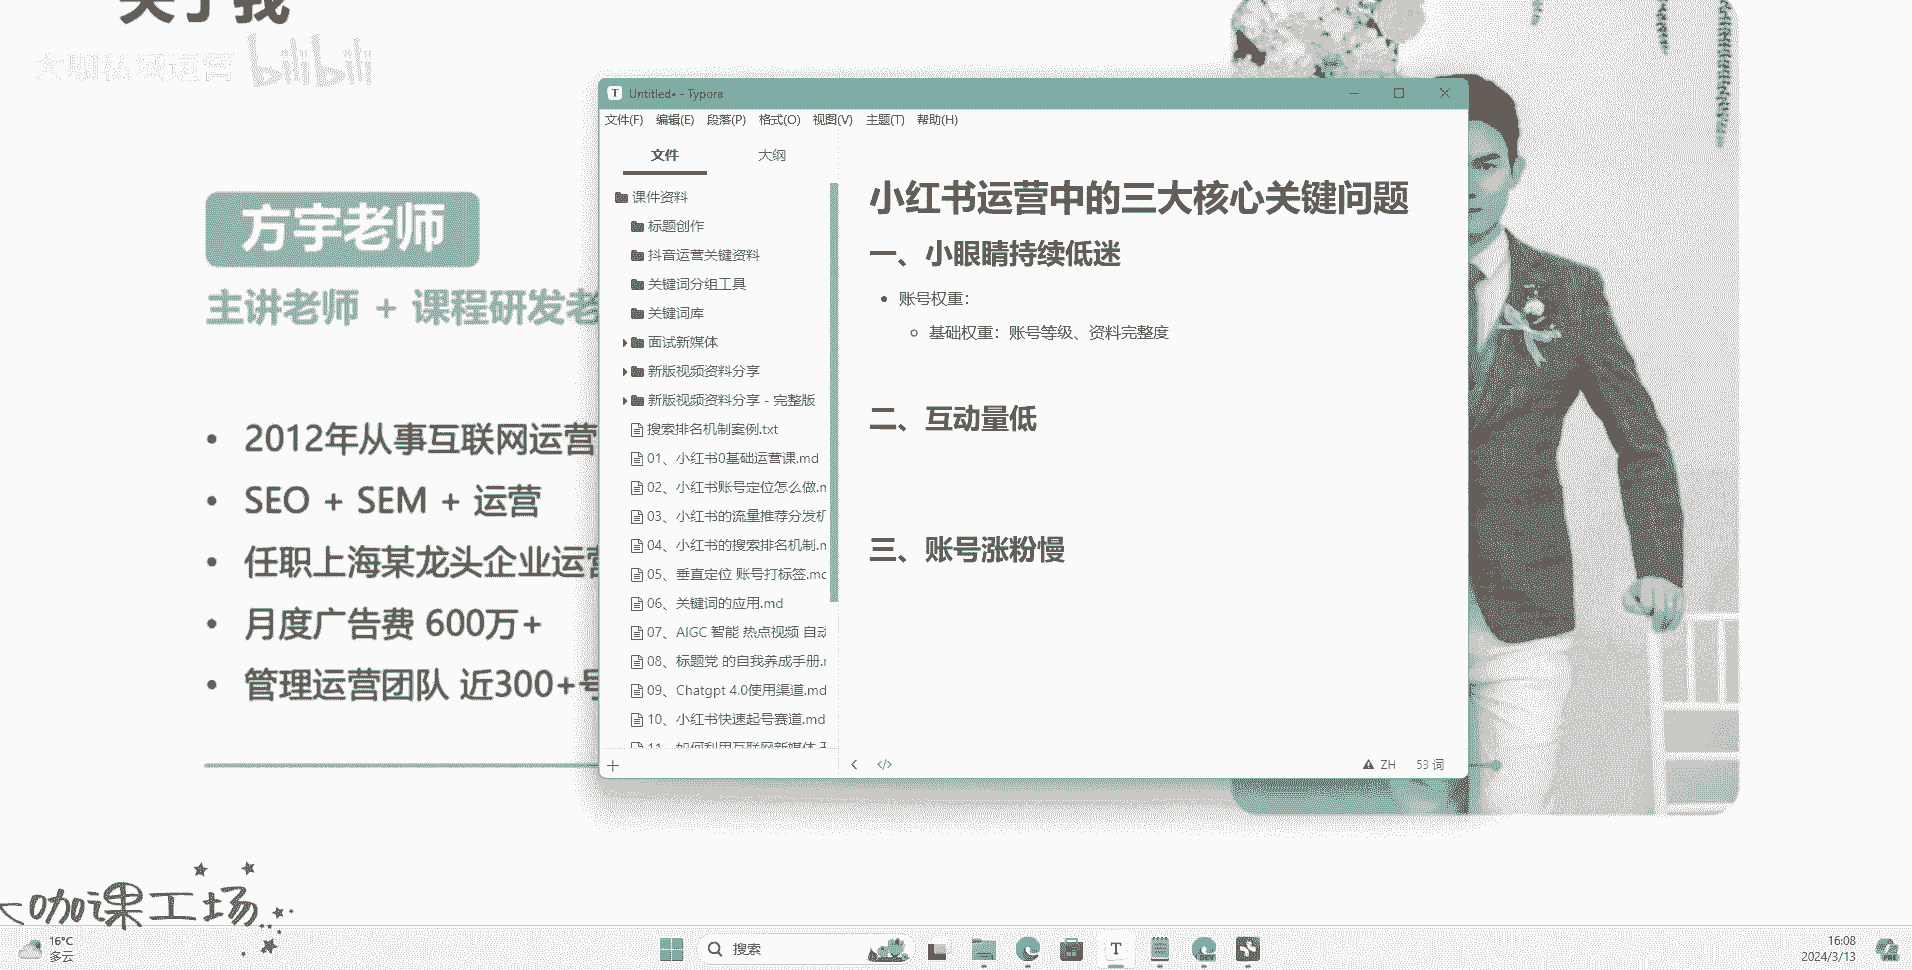 关于我
大咖私域运营 bilibili
方宇老师
主讲老师 + 课程研发老
• 2012年从事互联网运营
• SEO + SEM + 运营
• 任职上海某龙头企业运营
• 月度广告费 600万+
• 管理运营团队 近300+号
Untitled• - Typora
文件(F) 编辑(E) 段落(P) 格式(O) 视图(V) 主题(T) 帮助(H)
文件 大纲
课件资料
标题创作
抖音运营关键资料
关键词分组工具
关键词库
面试新媒体
新版视频资料分享
新版视频资料分享 - 完整版
搜索排名机制案例.txt
01、小红书0基础运营课.md
02、小红书账号定位怎么做.m
03、小红书的流量推荐分发机
04、小红书的搜索排名机制.m
05、垂直定位 账号打标签.md
06、关键词的应用.md
07、AIGC 智能 热点视频 自动
08、标题党 的自我养成手册.m
09、Chatgpt 4.0使用渠道.md
10、小红书快速起号赛道.md
11、如何利用互联网新媒体
小红书运营中的三大核心关键问题
一、小眼睛持续低迷
• 账号权重：
◦ 基础权重：账号等级、资料完整度
二、互动量低
三、账号涨粉慢
ZH 53 词
咖课工场
16°C
多云
搜索
T
DEV
16:08
2024/3/13
PRE